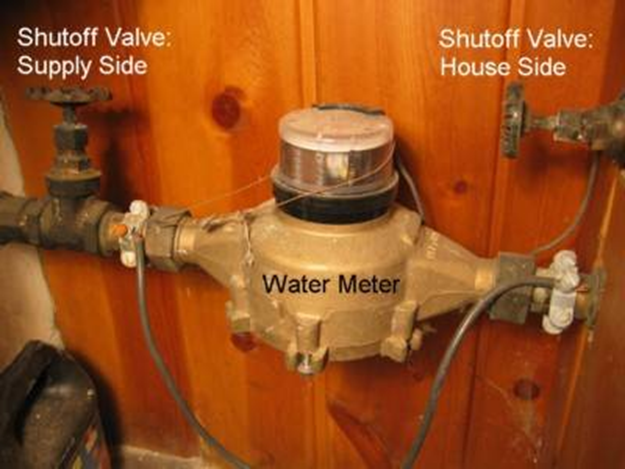 Shutoff Valve:
Supply Side
Shutoff Valve:
House Side
Water Meter